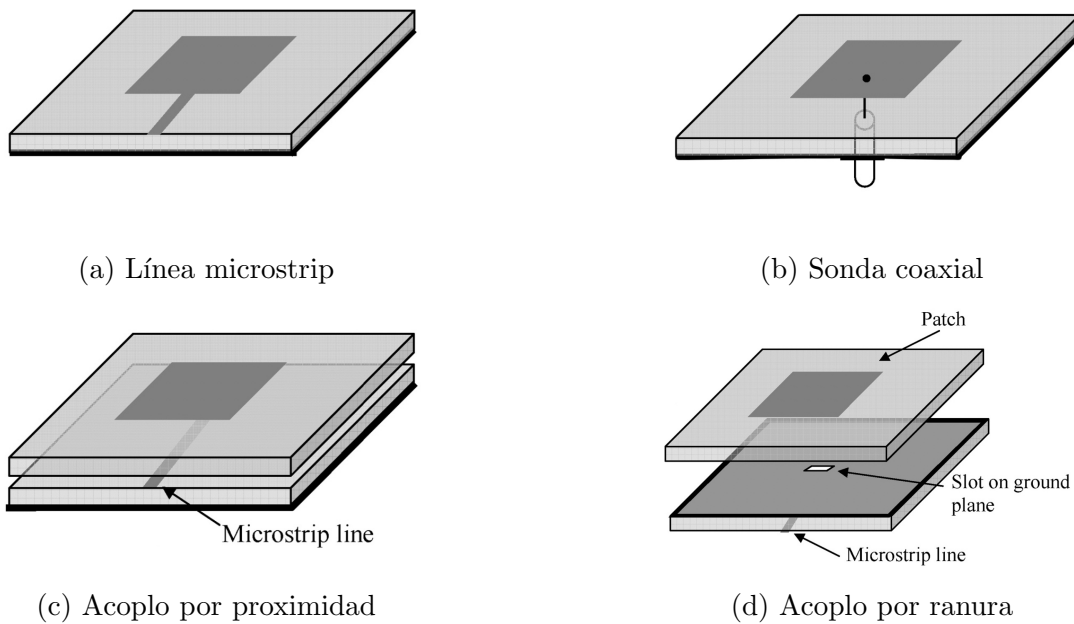 (a) Línea microstrip
(b) Sonda coaxial
Microstrip line
(c) Acoplo por proximidad
Patch
Slot on ground
plane
Microstrip line
(d) Acoplo por ranura